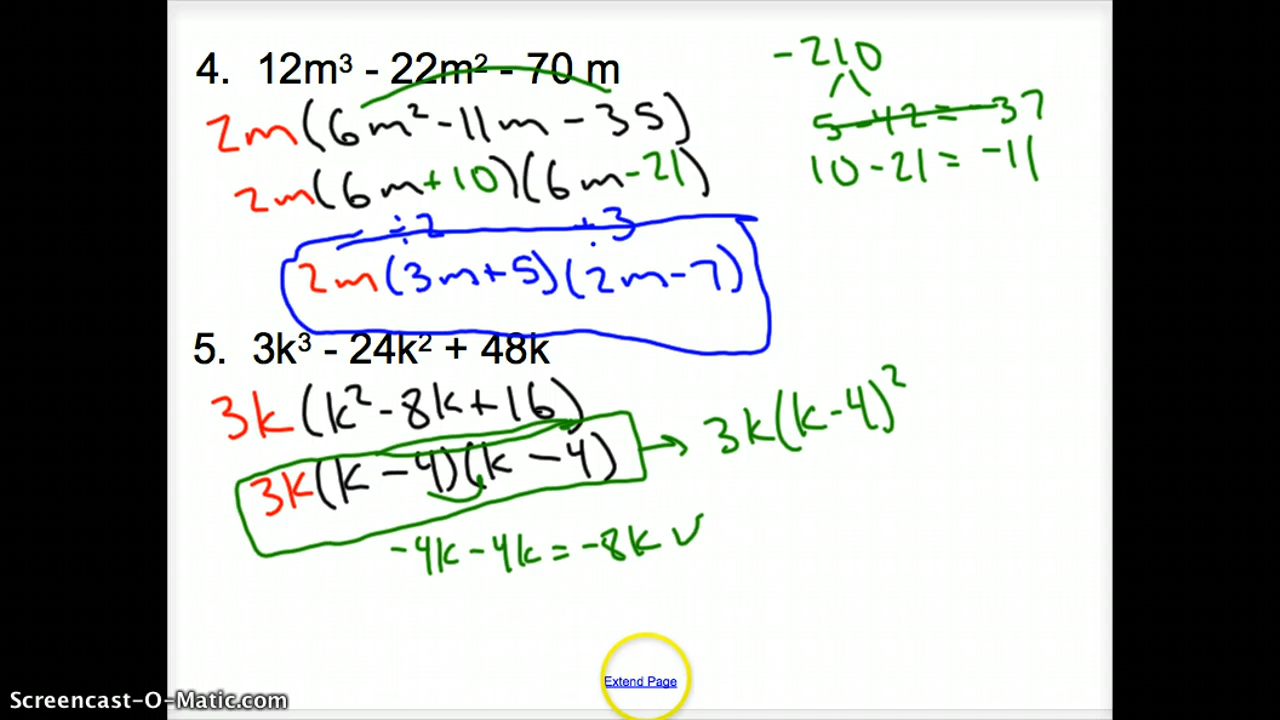 4. 12m³ - 22m² - 70 m
2m(6m² - 11m - 35)
2m(6m + 10)(6m - 21)
÷2 ÷3
2m(3m + 5)(2m - 7)
-210
5 - 42 = -37
10 - 21 = -11
5. 3k³ - 24k² + 48k
3k(k² - 8k + 16)
3k(k - 4)(k - 4) → 3k(k - 4)²
-4k - 4k = -8k ✓
Extend Page
Screencast-O-Matic.com